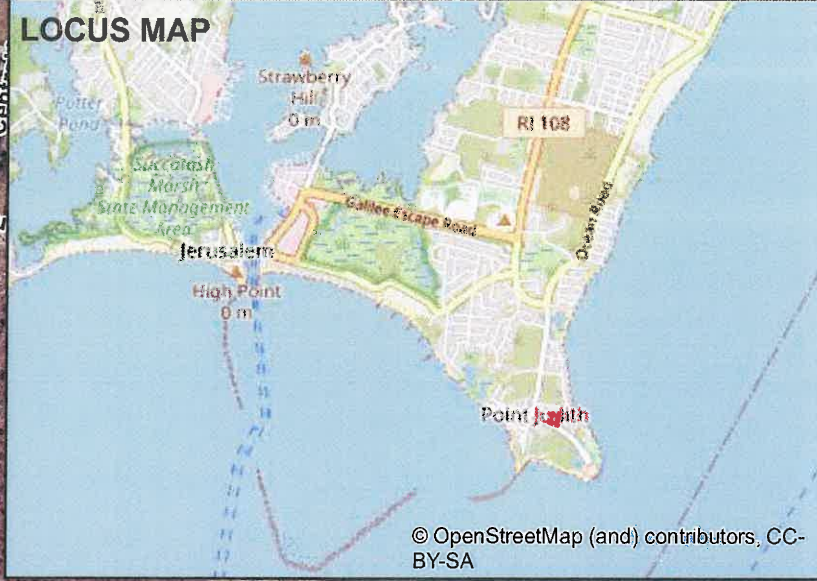 LOCUS MAP
Strawberry
Hill
0 m
Potter
Pond
RI 108
Succotash
Marsh
State Management
Area
Galilee Escape Road
Ocean Road
Jerusalem
High Point
0 m
Point Judith
© OpenStreetMap (and) contributors, CC-
BY-SA